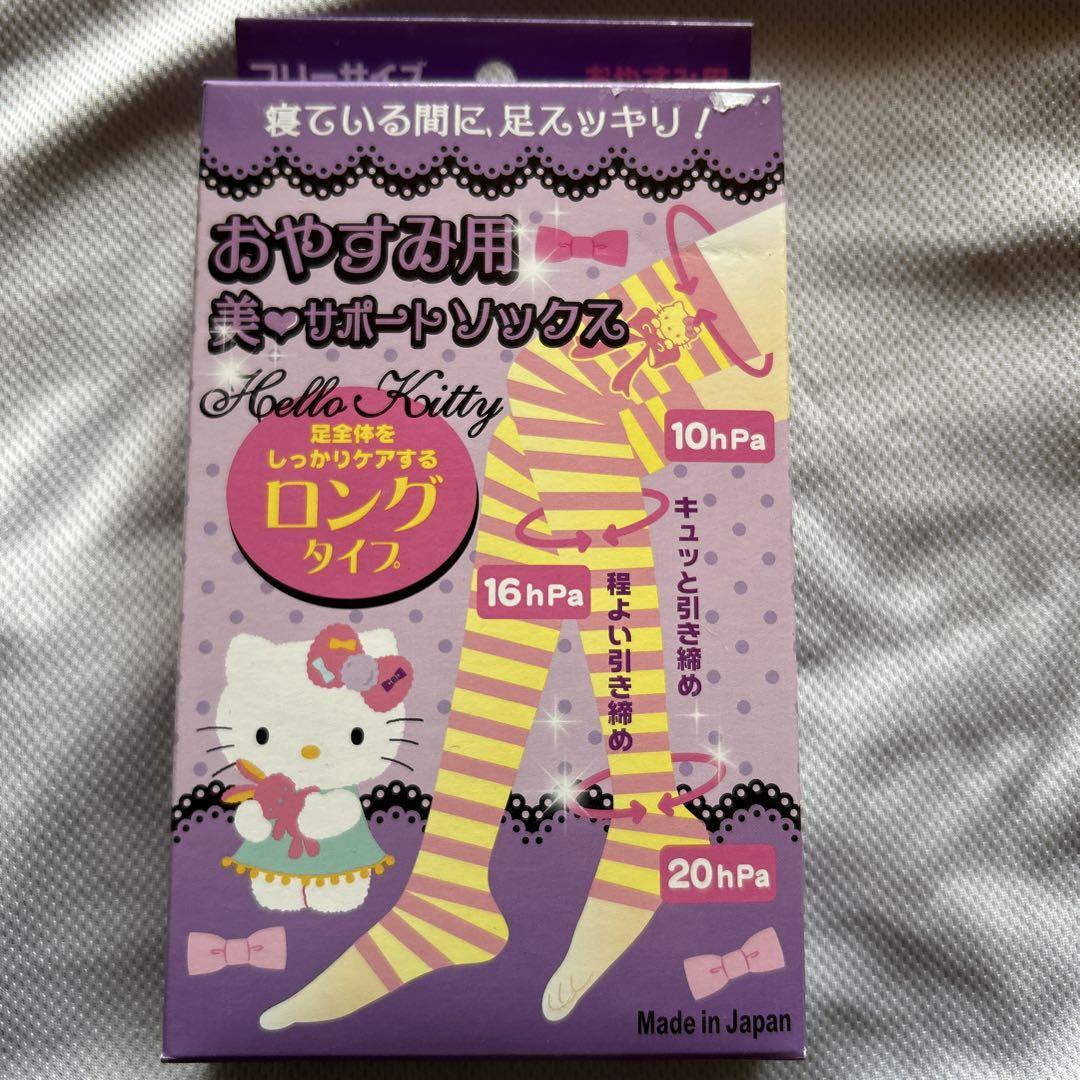 フリーサイズ
おやすみ用
寝ている間に、足スッキリ!
おやすみ用
美♥サポートソックス
Hello Kitty
足全体を
しっかりケアする
ロング
タイプ。
10hPa
キュッと引き締め
16hPa
程よい引き締め
20hPa
Made in Japan